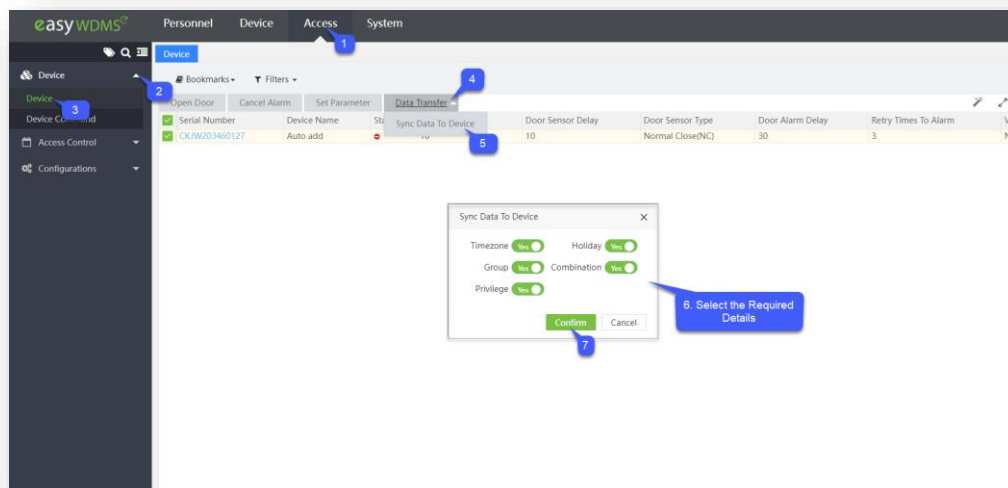 easy WDMS
Personnel Device Access System
1
Device
Device
2
Bookmarks Filters
4
Device
3
Open Door Cancel Alarm Set Parameter Data Transfer
Device Command
Serial Number Device Name Sta Sync Data To Device Door Sensor Delay Door Sensor Type Door Alarm Delay Retry Times To Alarm V
5
CKJW203460127 Auto add 10 10 Normal Close(NC) 30 3
Access Control
Configurations
Sync Data To Device
Timezone Yes Holiday Yes
Group Yes Combination Yes
Privilege Yes
6. Select the Required
Details
Confirm Cancel
7